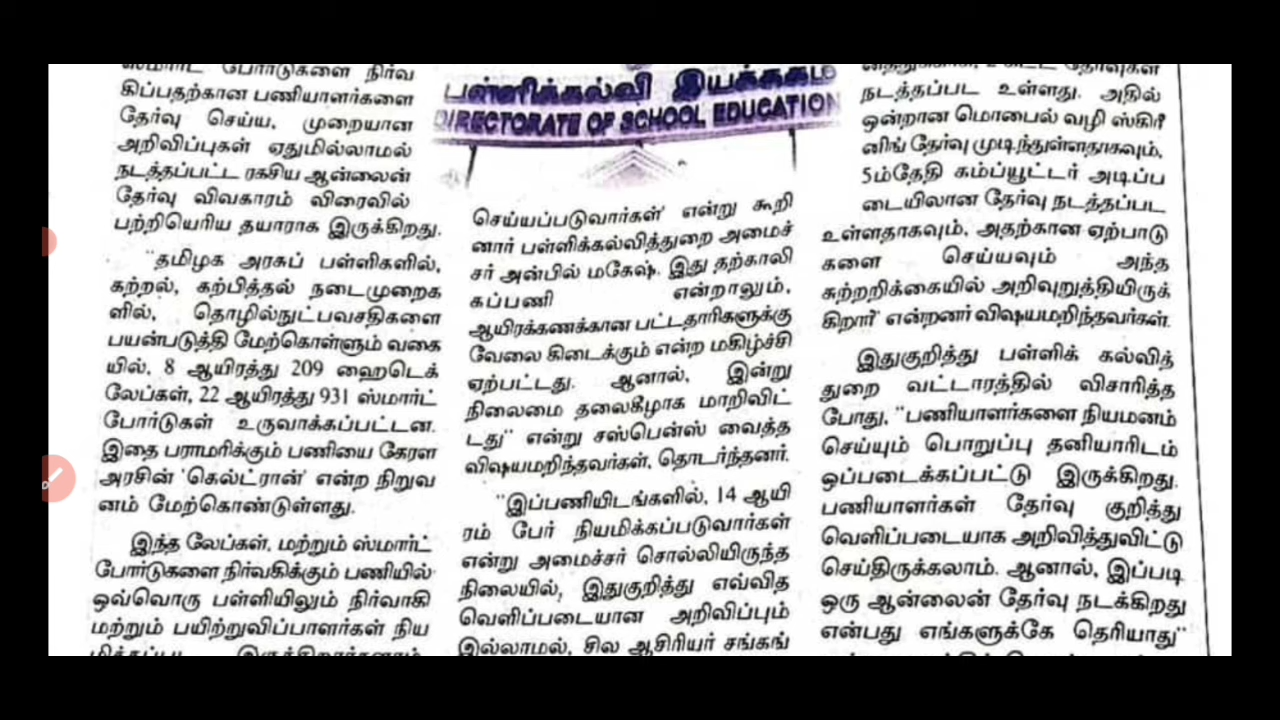 ஸ்மார்ட் போர்டுகளை நிர்வ
கிப்பதற்கான பணியாளர்களை
தேர்வு செய்ய, முறையான
அறிவிப்புகள் ஏதுமில்லாமல்
நடத்தப்பட்ட ரகசிய ஆன்லைன்
தேர்வு விவகாரம் விரைவில்
பற்றியெரிய தயாராக இருக்கிறது.
"தமிழக அரசுப் பள்ளிகளில்,
கற்றல், கற்பித்தல் நடைமுறைக
ளில், தொழில்நுட்பவசதிகளை
பயன்படுத்தி மேற்கொள்ளும் வகை
யில், 8 ஆயிரத்து 209 ஹைடெக்
லேப்கள், 22 ஆயிரத்து 931 ஸ்மார்ட்
போர்டுகள் உருவாக்கப்பட்டன.
இதை பராமரிக்கும் பணியை கேரள
அரசின் 'கெல்ட்ரான்' என்ற நிறுவ
னம் மேற்கொண்டுள்ளது.
இந்த லேப்கள், மற்றும் ஸ்மார்ட்
போர்டுகளை நிர்வகிக்கும் பணியில்
ஒவ்வொரு பள்ளியிலும் நிர்வாகி
மற்றும் பயிற்றுவிப்பாளர்கள் நிய
பள்ளிக்கல்வி இயக்ககம்
DIRECTORATE OF SCHOOL EDUCATION
செய்யப்படுவார்கள்' என்று கூறி
னார் பள்ளிக்கல்வித்துறை அமைச்
சர் அன்பில் மகேஷ். இது தற்காலி
கப்பணி என்றாலும்,
ஆயிரக்கணக்கான பட்டதாரிகளுக்கு
வேலை கிடைக்கும் என்ற மகிழ்ச்சி
ஏற்பட்டது. ஆனால், இன்று
நிலைமை தலைகீழாக மாறிவிட்
டது" என்று சஸ்பென்ஸ் வைத்த
விஷயமறிந்தவர்கள், தொடர்ந்தனர்.
"இப்பணியிடங்களில், 14 ஆயி
ரம் பேர் நியமிக்கப்படுவார்கள்
என்று அமைச்சர் சொல்லியிருந்த
நிலையில், இதுகுறித்து எவ்வித
வெளிப்படையான அறிவிப்பும்
இல்லாமல், சில ஆசிரியர் சங்கங்
தேர்வுகள்
நடத்தப்பட உள்ளது. அதில்
ஒன்றான மொபைல் வழி ஸ்கிரீ
னிங் தேர்வு முடிந்துள்ளதாகவும்,
5ம்தேதி கம்ப்யூட்டர் அடிப்ப
டையிலான தேர்வு நடத்தப்பட
உள்ளதாகவும், அதற்கான ஏற்பாடு
களை செய்யவும் அந்த
சுற்றறிக்கையில் அறிவுறுத்தியிருக்
கிறார்" என்றனர் விஷயமறிந்தவர்கள்.
இதுகுறித்து பள்ளிக் கல்வித்
துறை வட்டாரத்தில் விசாரித்த
போது, "பணியாளர்களை நியமனம்
செய்யும் பொறுப்பு தனியாரிடம்
ஒப்படைக்கப்பட்டு இருக்கிறது.
பணியாளர்கள் தேர்வு குறித்து
வெளிப்படையாக அறிவித்துவிட்டு
செய்திருக்கலாம். ஆனால், இப்படி
ஒரு ஆன்லைன் தேர்வு நடக்கிறது
என்பது எங்களுக்கே தெரியாது"